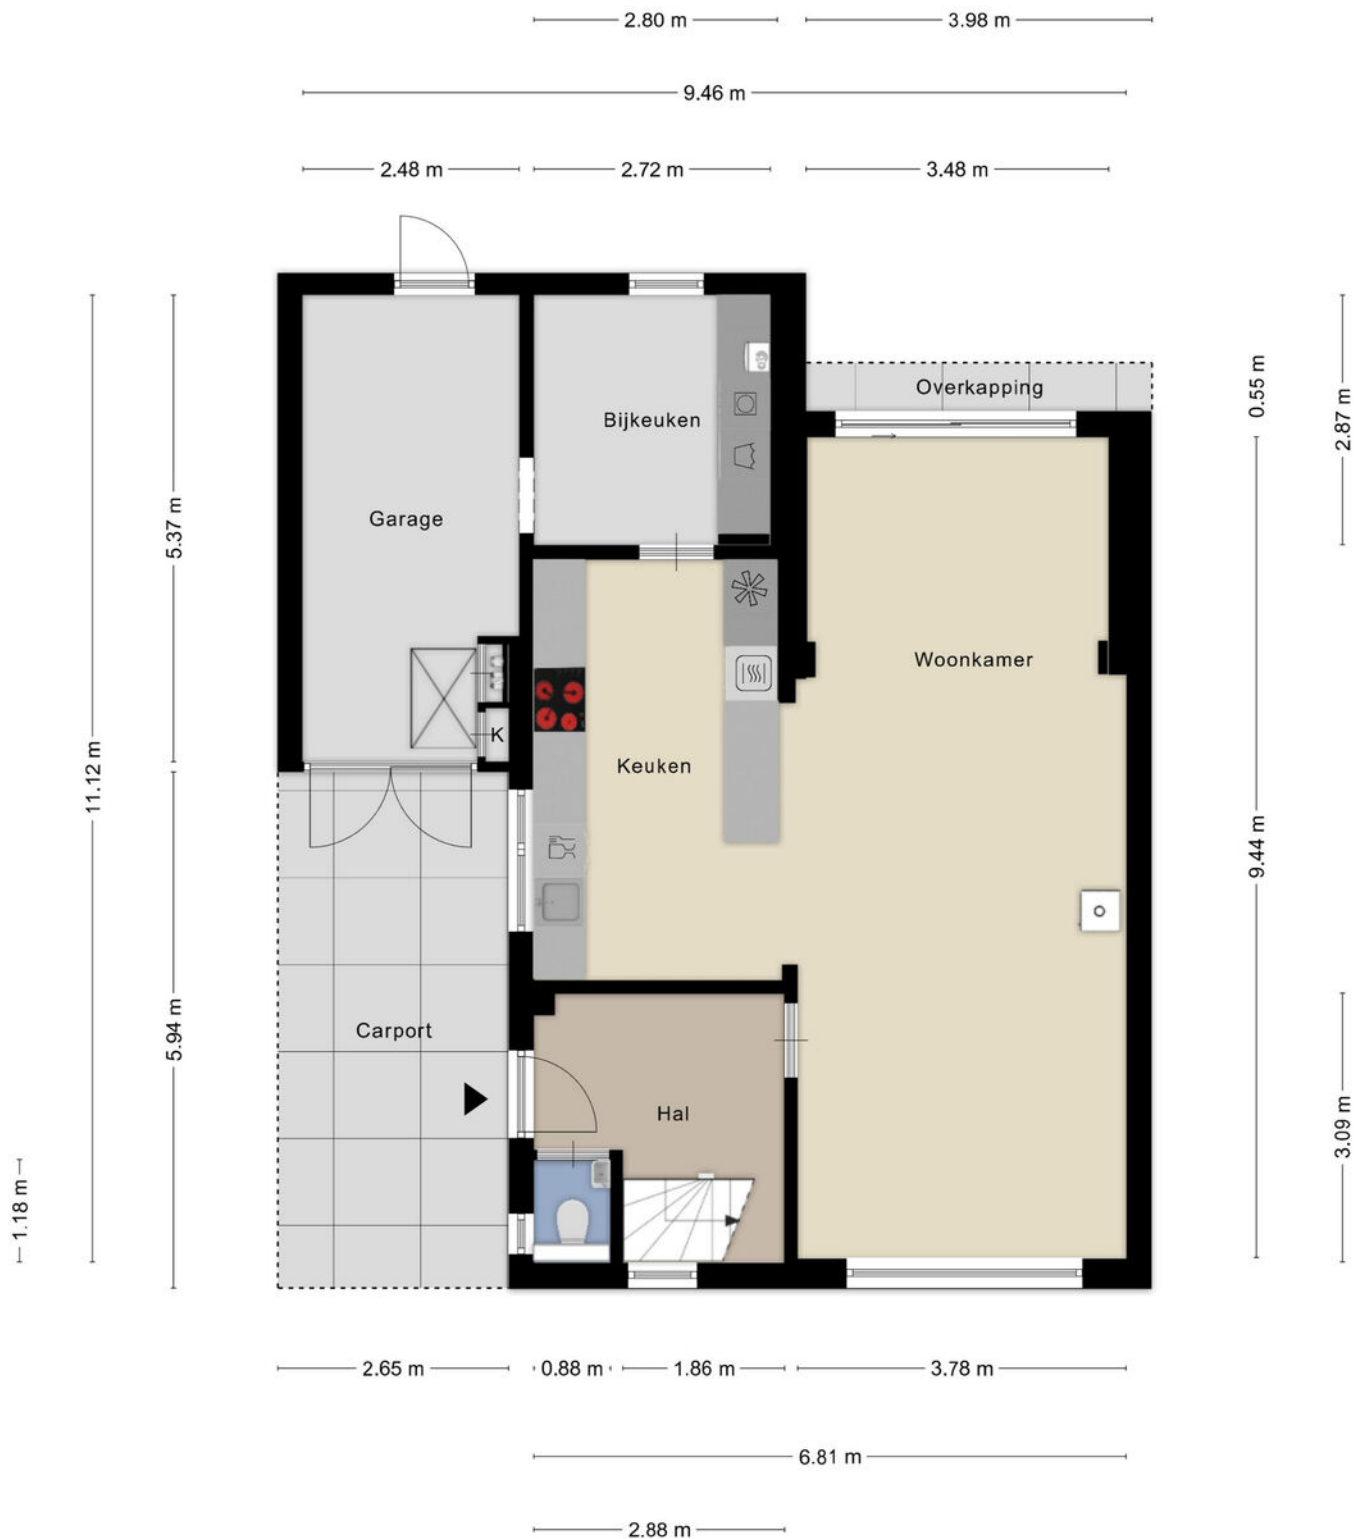 2.80 m
3.98 m
9.46 m
2.48 m
2.72 m
3.48 m
Overkapping
0.55 m
2.87 m
Bijkeuken
Garage
5.37 m
Woonkamer
K
Keuken
11.12 m
9.44 m
Carport
5.94 m
Hal
3.09 m
1.18 m
2.65 m
0.88 m
1.86 m
3.78 m
6.81 m
2.88 m